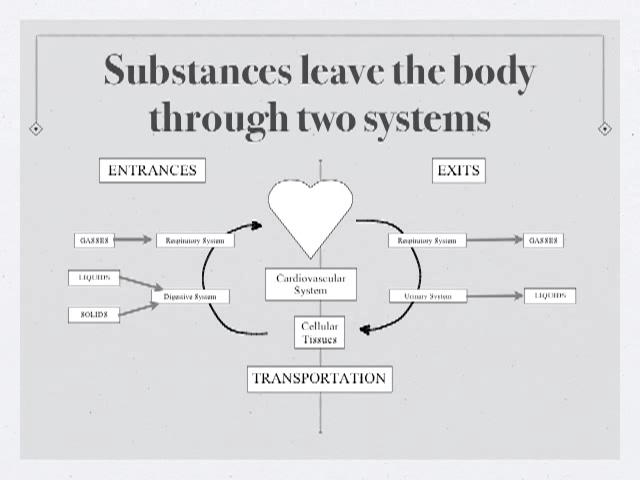 Substances leave the body
through two systems
ENTRANCES
EXITS
GASSES
Respiratory System
Respiratory System
GASSES
LIQUIDS
Digestive System
SOLIDS
Cardiovascular
System
Urinary System
LIQUIDS
Cellular
Tissues
TRANSPORTATION